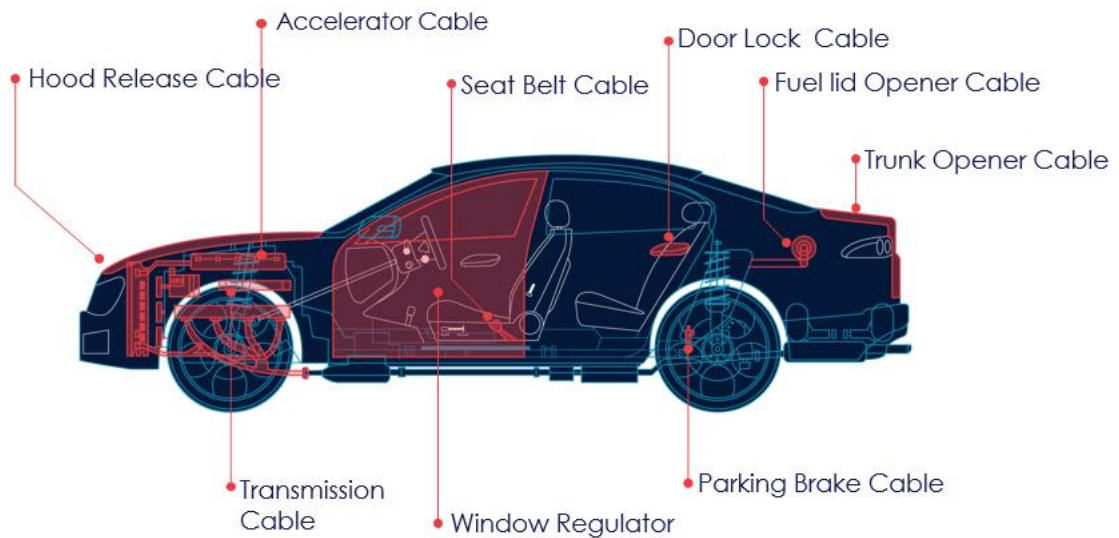 Accelerator Cable
Door Lock Cable
Hood Release Cable
Seat Belt Cable
Fuel lid Opener Cable
Trunk Opener Cable
Transmission
Cable
Window Regulator
Parking Brake Cable